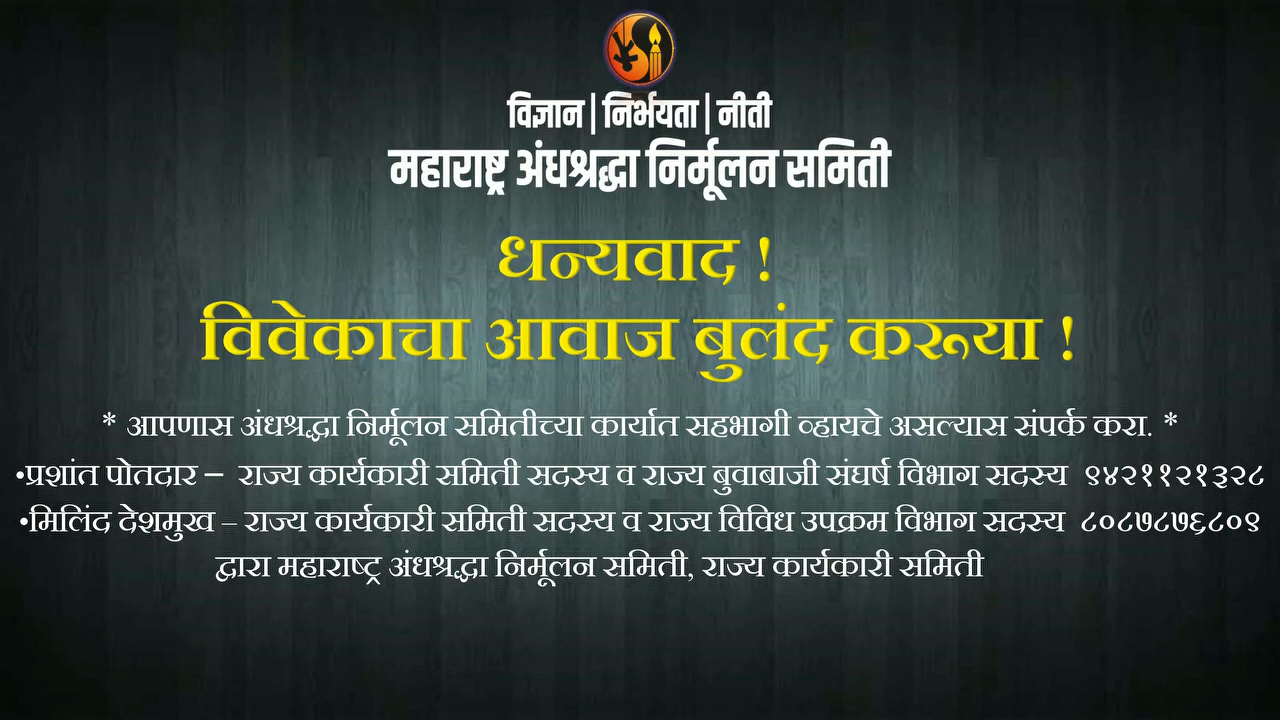 विज्ञान | निर्भयता | नीती
महाराष्ट्र अंधश्रद्धा निर्मूलन समिती
धन्यवाद !
विवेकाचा आवाज बुलंद करूया !
* आपणास अंधश्रद्धा निर्मूलन समितीच्या कार्यात सहभागी व्हायचे असल्यास संपर्क करा. *
•प्रशांत पोतदार – राज्य कार्यकारी समिती सदस्य व राज्य बुवाबाजी संघर्ष विभाग सदस्य ९४२११२१३२८
•मिलिंद देशमुख – राज्य कार्यकारी समिती सदस्य व राज्य विविध उपक्रम विभाग सदस्य ८०८७८७६८०९
द्वारा महाराष्ट्र अंधश्रद्धा निर्मूलन समिती, राज्य कार्यकारी समिती